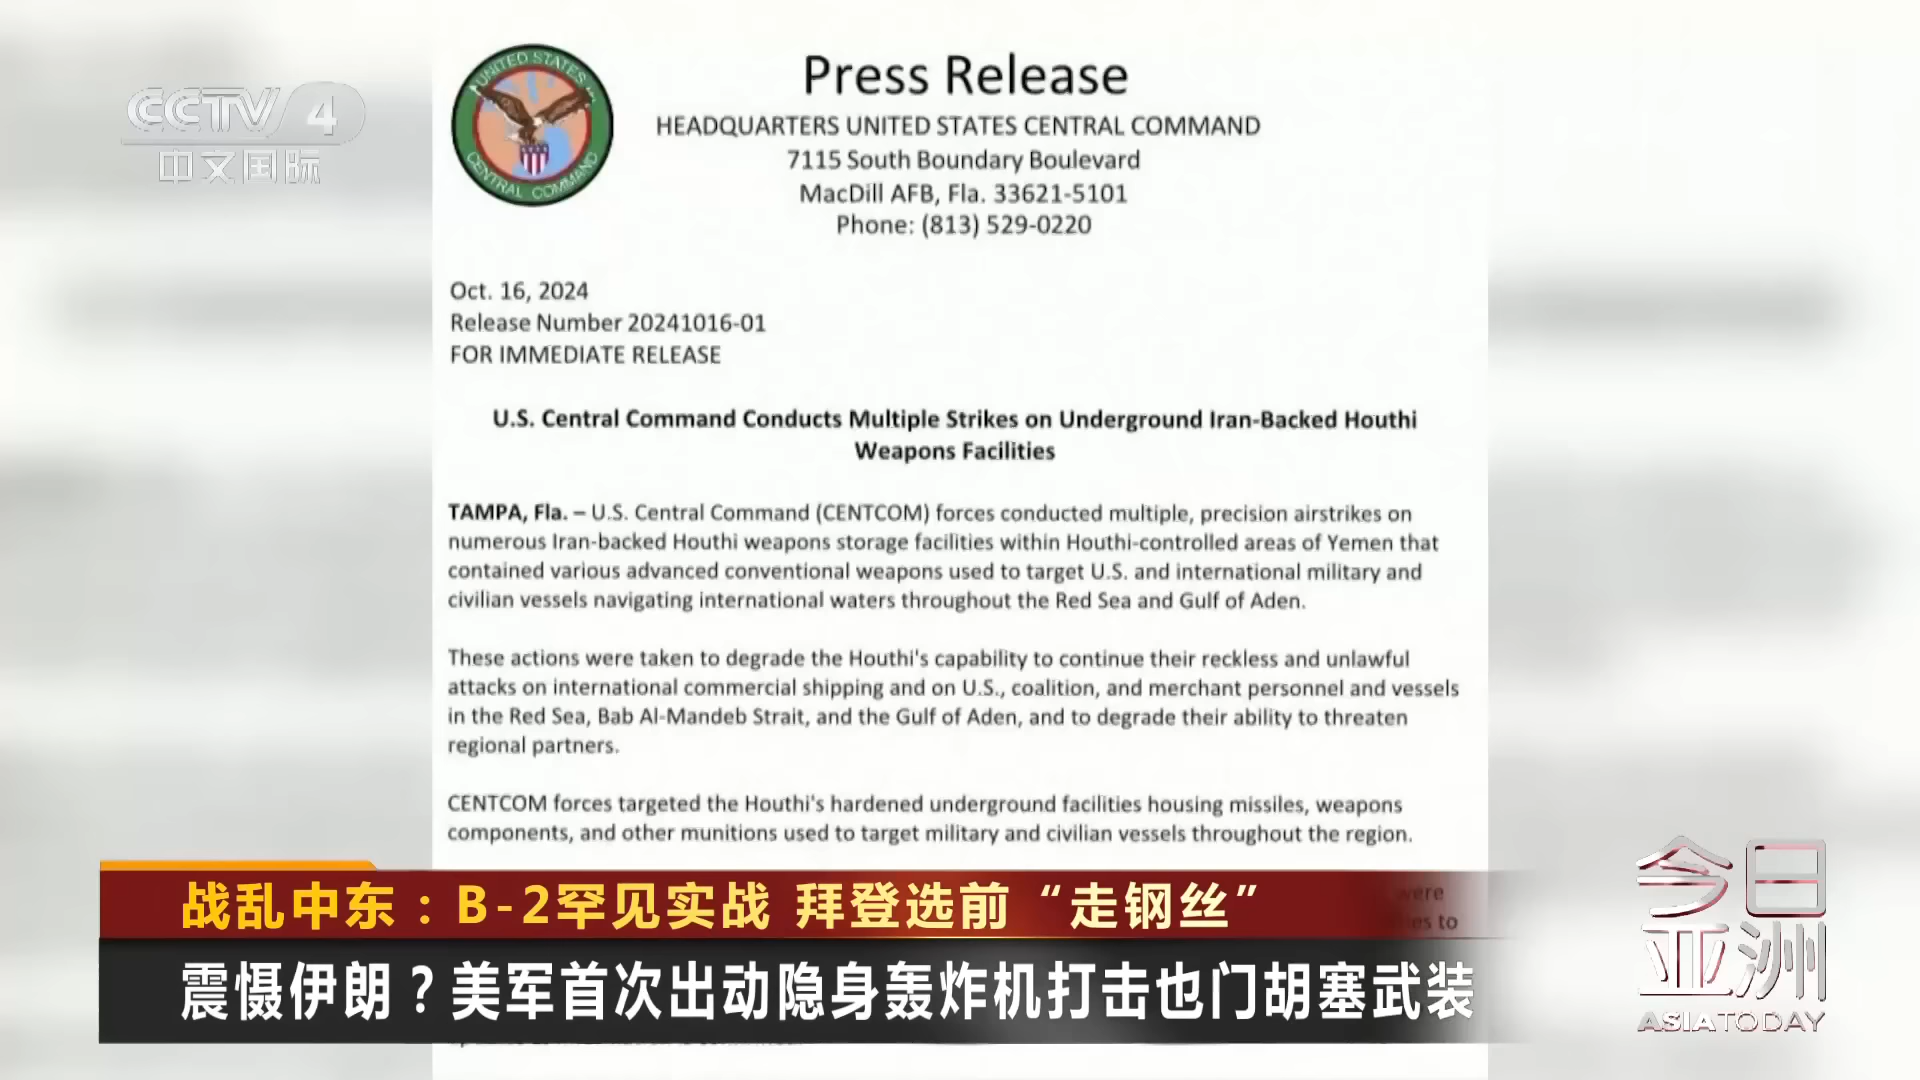 CCTV 4
中文国际
UNITED STATES
CENTRAL COMMAND
Press Release
HEADQUARTERS UNITED STATES CENTRAL COMMAND
7115 South Boundary Boulevard
MacDill AFB, Fla. 33621-5101
Phone: (813) 529-0220
Oct. 16, 2024
Release Number 20241016-01
FOR IMMEDIATE RELEASE
U.S. Central Command Conducts Multiple Strikes on Underground Iran-Backed Houthi
Weapons Facilities
TAMPA, Fla. – U.S. Central Command (CENTCOM) forces conducted multiple, precision airstrikes on
numerous Iran-backed Houthi weapons storage facilities within Houthi-controlled areas of Yemen that
contained various advanced conventional weapons used to target U.S. and international military and
civilian vessels navigating international waters throughout the Red Sea and Gulf of Aden.
These actions were taken to degrade the Houthi's capability to continue their reckless and unlawful
attacks on international commercial shipping and on U.S., coalition, and merchant personnel and vessels
in the Red Sea, Bab Al-Mandeb Strait, and the Gulf of Aden, and to degrade their ability to threaten
regional partners.
CENTCOM forces targeted the Houthi's hardened underground facilities housing missiles, weapons
components, and other munitions used to target military and civilian vessels throughout the region.
were
to
战乱中东：B-2罕见实战 拜登选前“走钢丝”
震慑伊朗？美军首次出动隐身轰炸机打击也门胡塞武装
今日
亚洲
ASIA TODAY